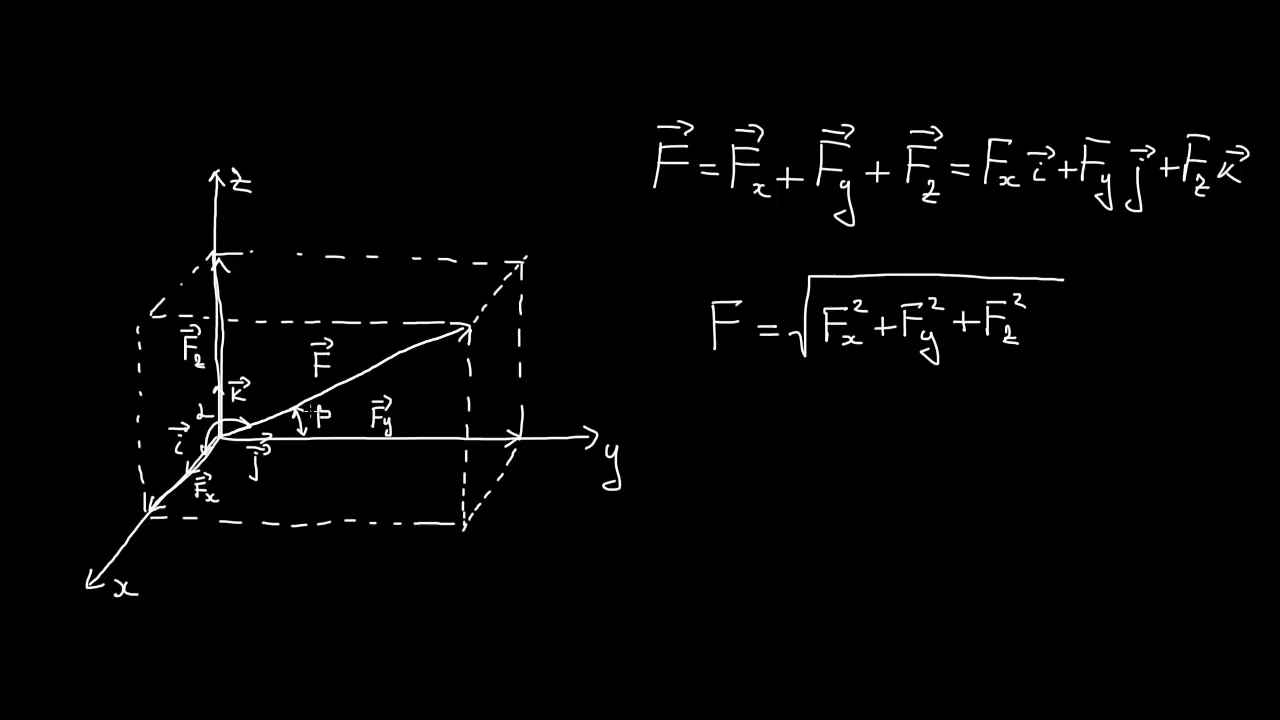 z
F⃗ = F⃗x + F⃗y + F⃗z = Fx i⃗ + Fy j⃗ + Fz k⃗
F = √(Fx² + Fy² + Fz²)
F⃗z
F⃗
k⃗
α
β
F⃗y
i⃗
j⃗
F⃗x
y
x